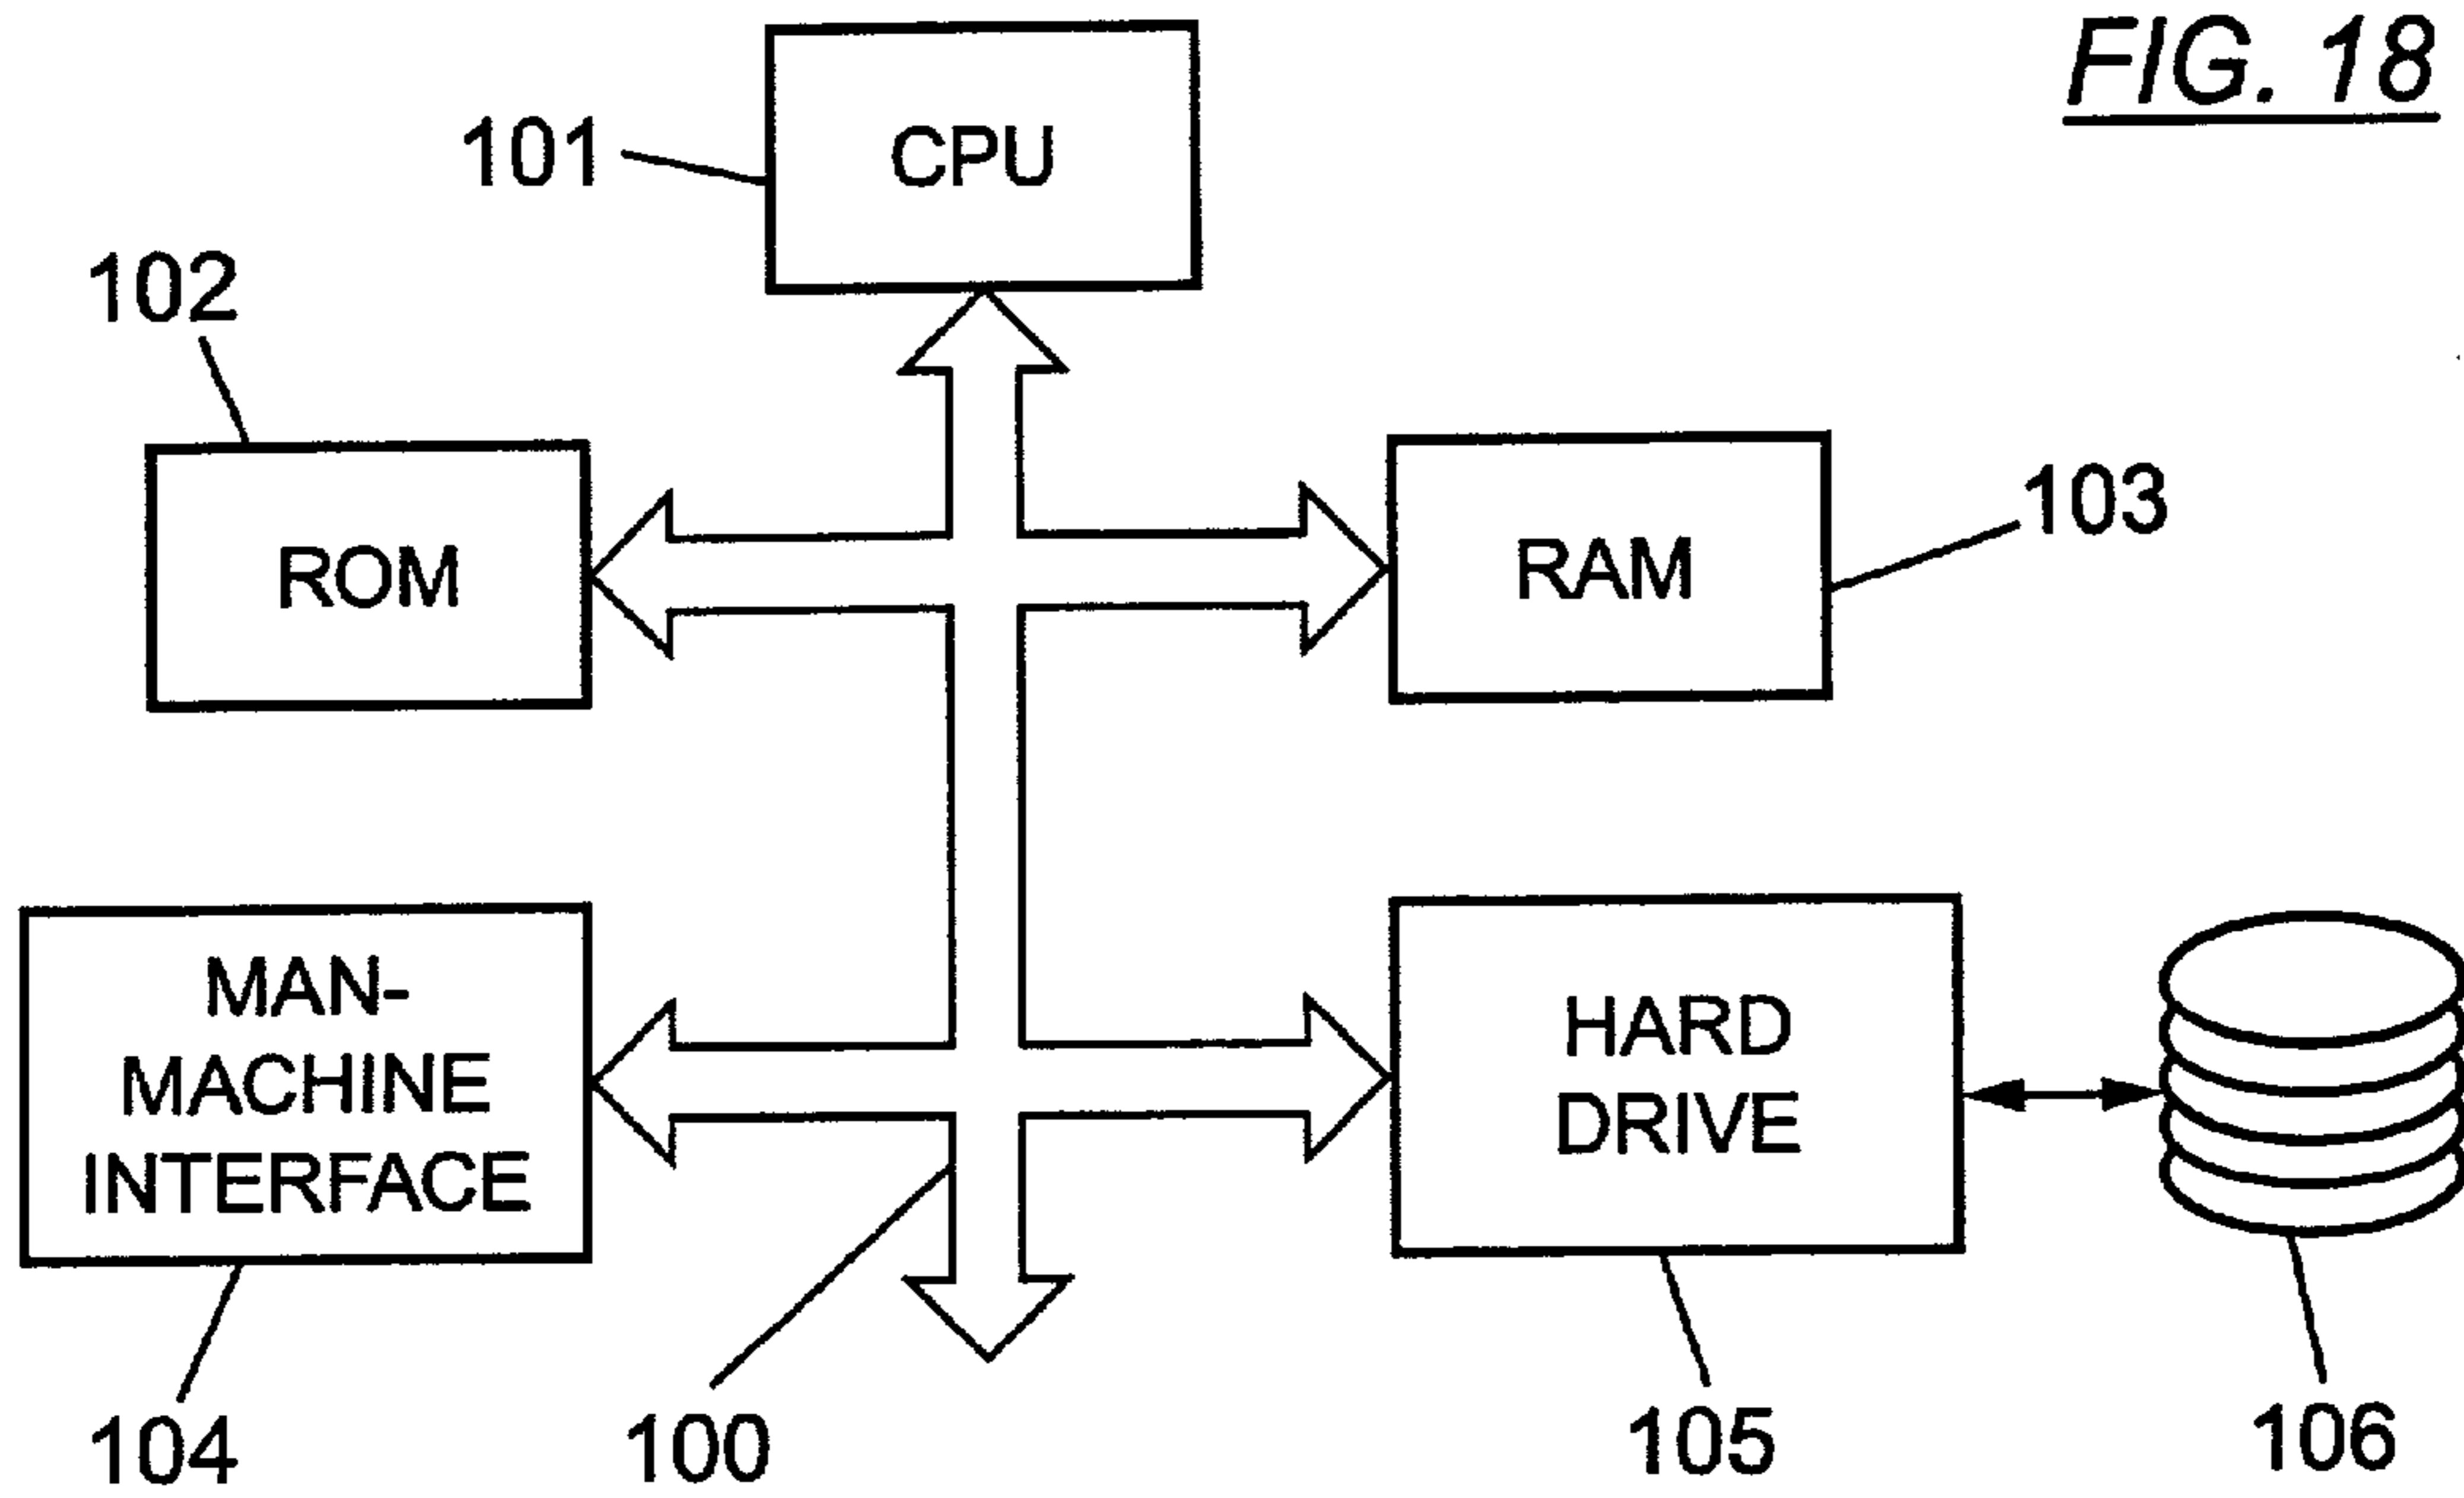 FIG. 18
CPU
101
102
ROM
RAM
103
MAN-
MACHINE
INTERFACE
HARD
DRIVE
104
100
105
106